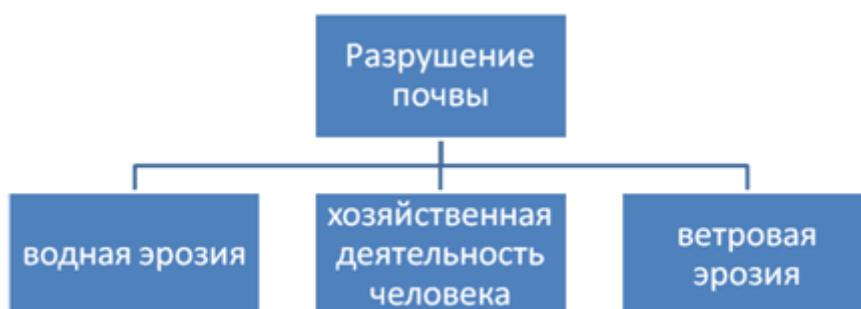 Разрушение
почвы
водная эрозия
хозяйственная
деятельность
человека
ветровая
эрозия